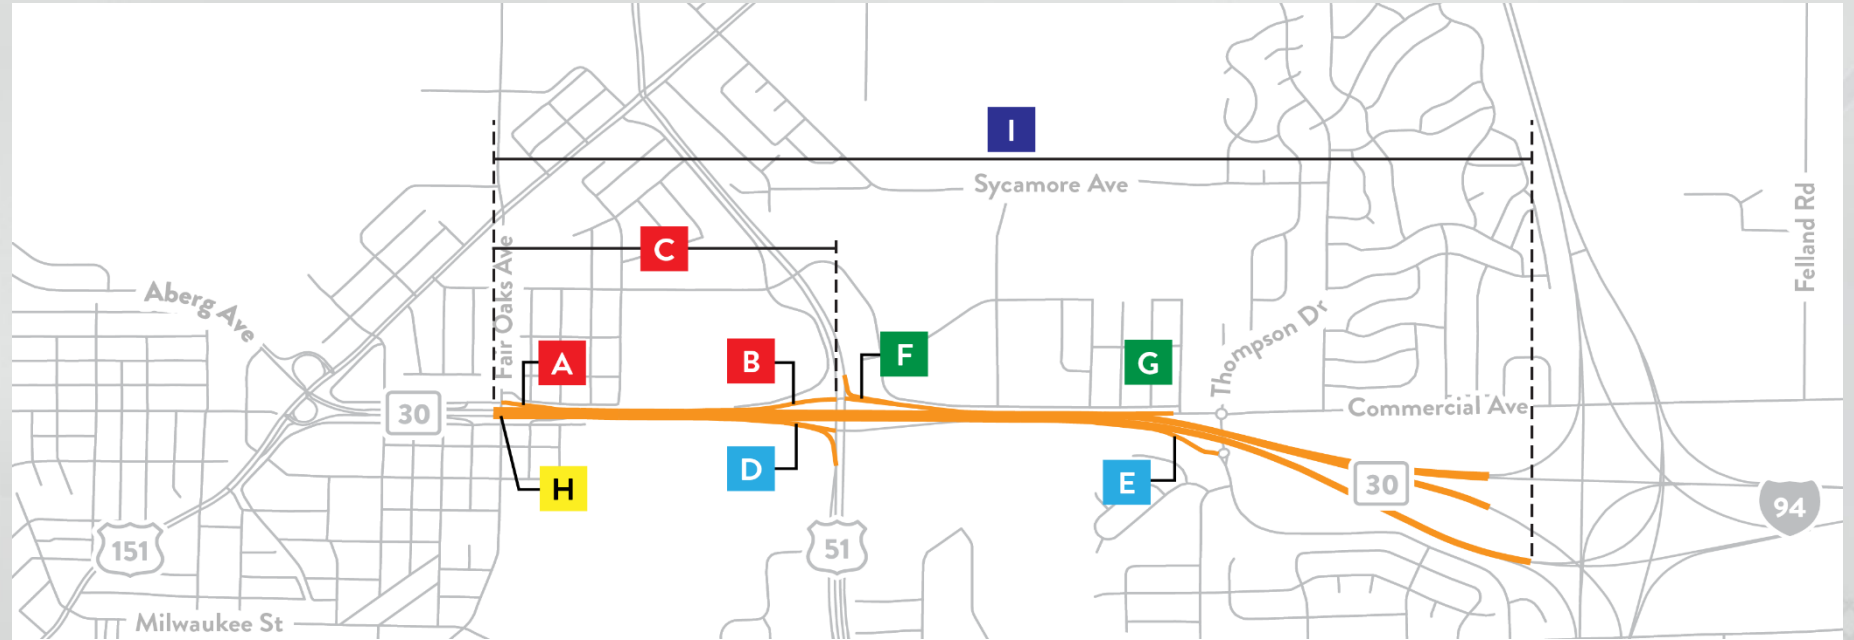 I
Sycamore Ave
Felland Rd
C
Fair Oaks Ave
Aberg Ave
Thompson Dr
A
B
F
G
30
Commercial Ave
D
E
H
30
94
151
51
Milwaukee St